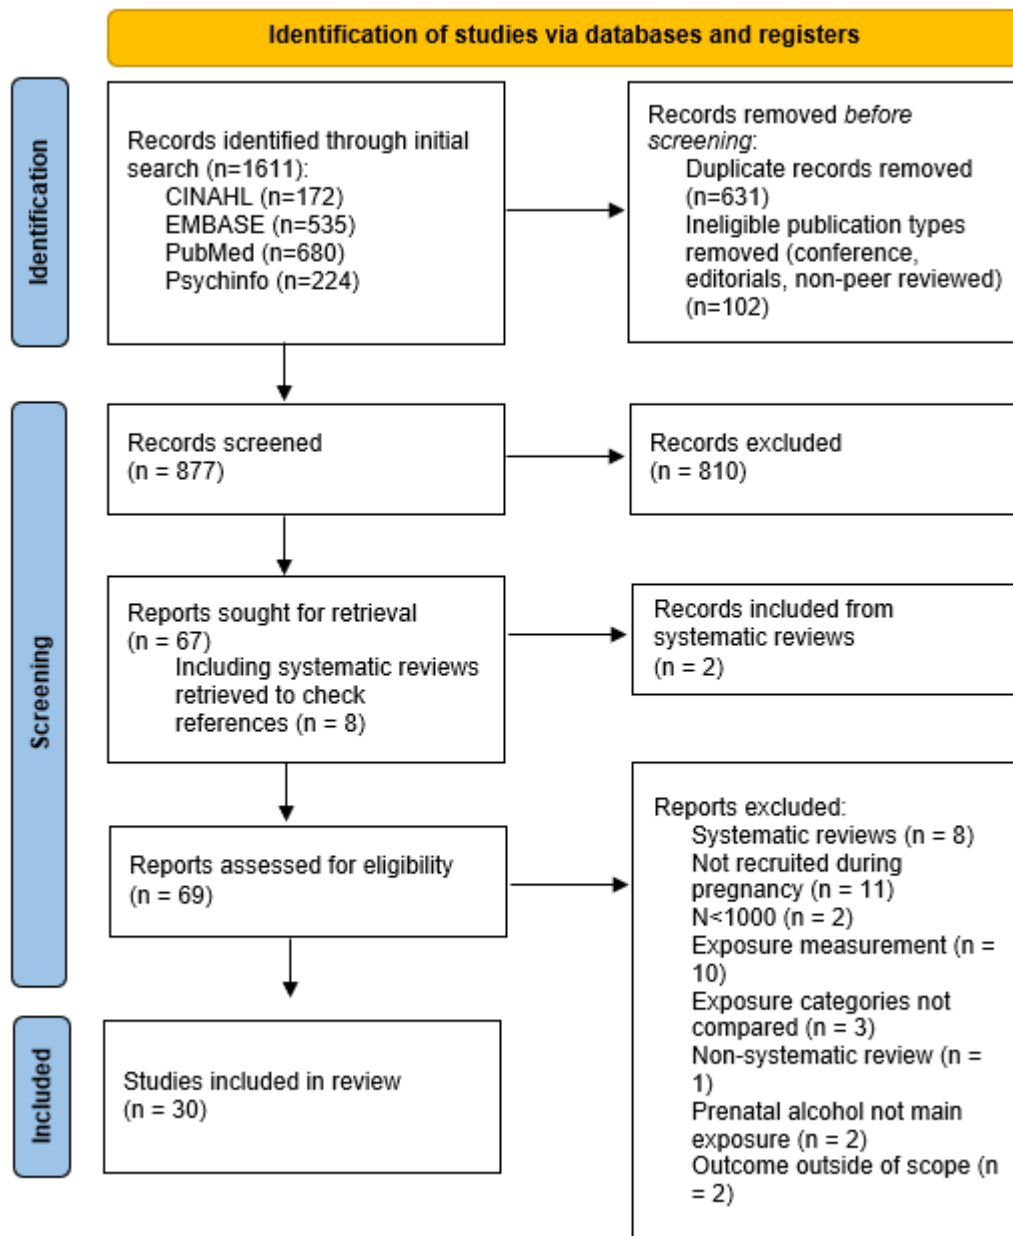 Identification of studies via databases and registers
Identification
Records identified through initial
search (n=1611):
CINAHL (n=172)
EMBASE (n=535)
PubMed (n=680)
Psychinfo (n=224)
Records removed before
screening:
Duplicate records removed
(n=631)
Ineligible publication types
removed (conference,
editorials, non-peer reviewed)
(n=102)
Screening
Records screened
(n = 877)
Records excluded
(n = 810)
Reports sought for retrieval
(n = 67)
Including systematic reviews
retrieved to check
references (n = 8)
Records included from
systematic reviews
(n = 2)
Reports assessed for eligibility
(n = 69)
Reports excluded:
Systematic reviews (n = 8)
Not recruited during
pregnancy (n = 11)
N<1000 (n = 2)
Exposure measurement (n =
10)
Exposure categories not
compared (n = 3)
Non-systematic review (n =
1)
Prenatal alcohol not main
exposure (n = 2)
Outcome outside of scope (n
= 2)
Included
Studies included in review
(n = 30)